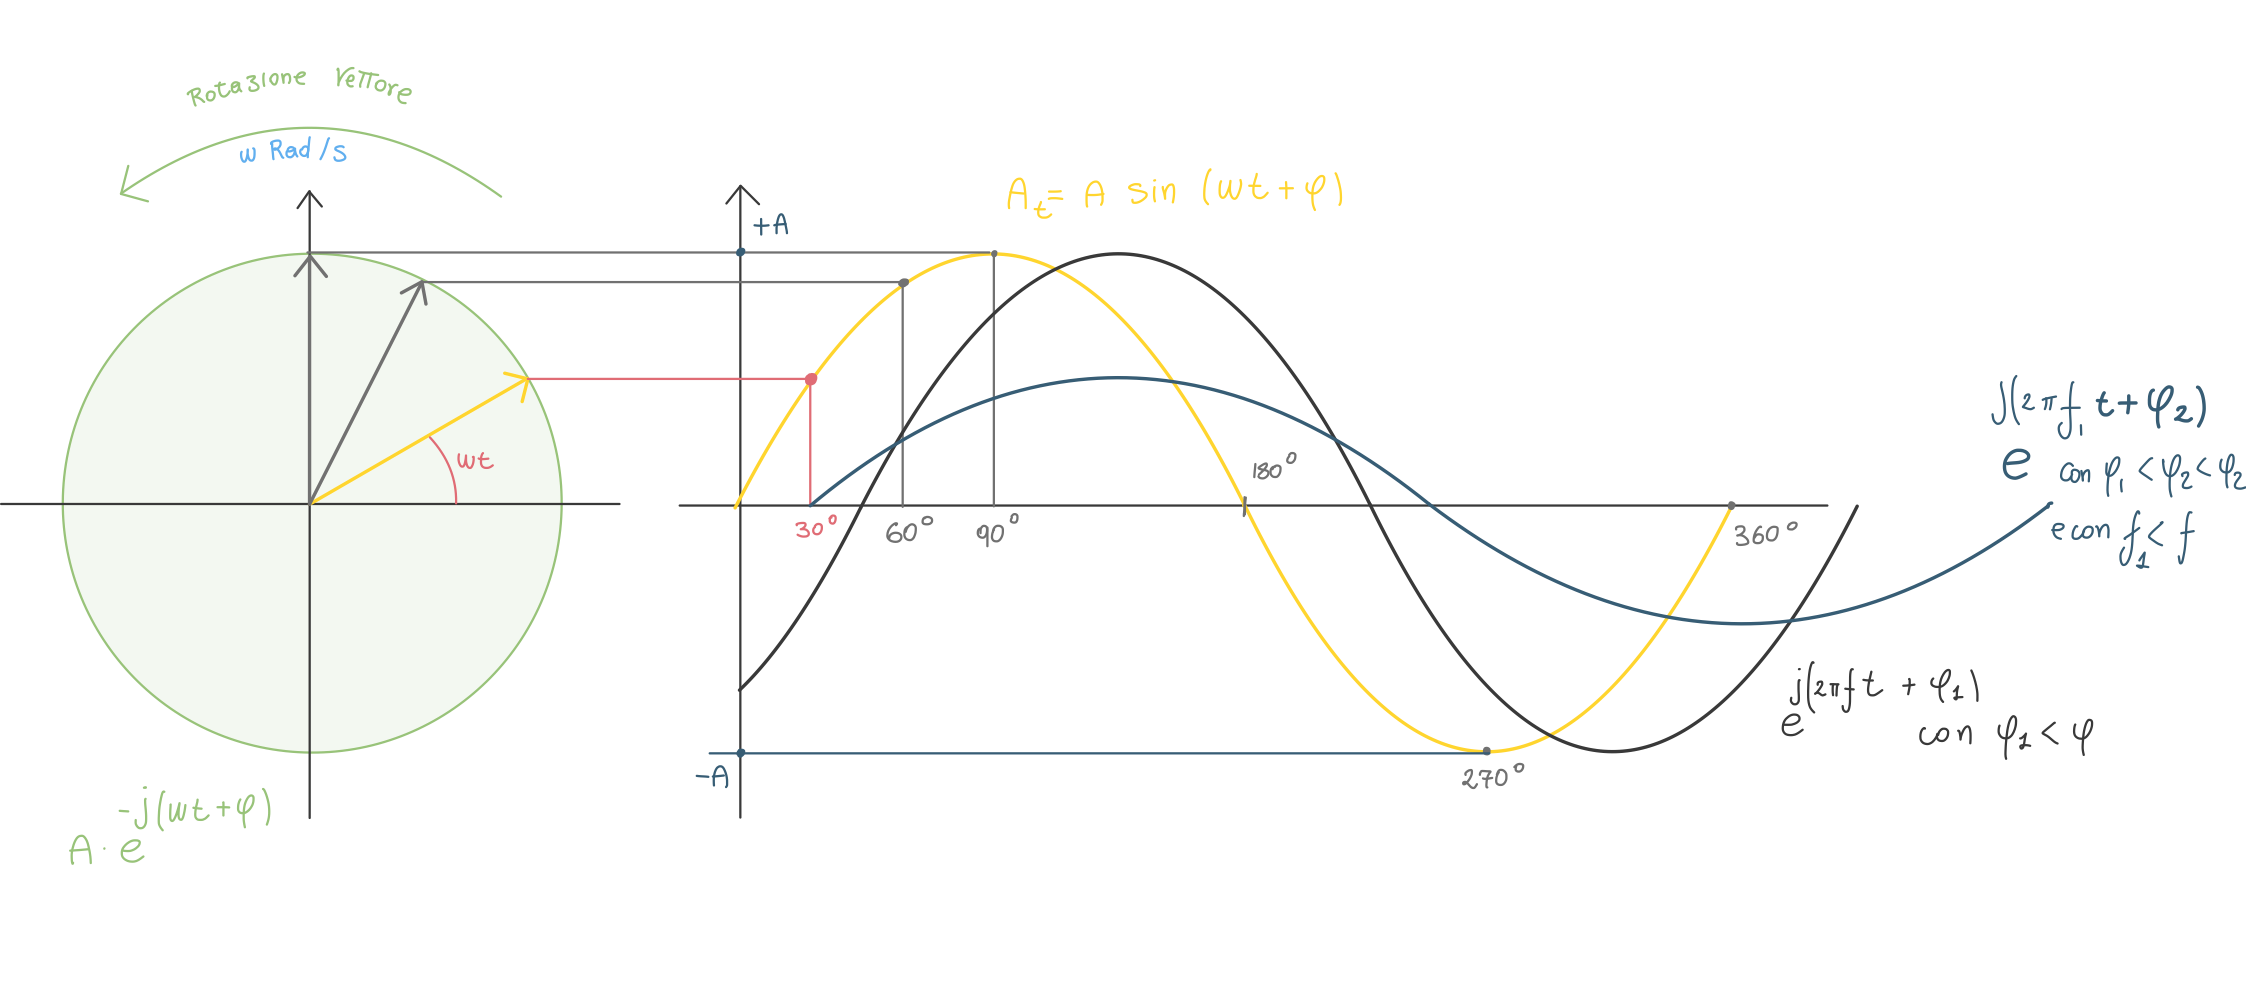 Rotazione Vettore
ω Rad/s
ωt
-j(ωt+φ)
A·e
+A
A_t = A sin (ωt+φ)
30°
60°
90°
180°
270°
360°
-A
j(2πf₁t+φ₂)
e con φ₁<φ₂<φ₂
e con f₁<f
j(2πft+φ₁)
e con φ₁<φ